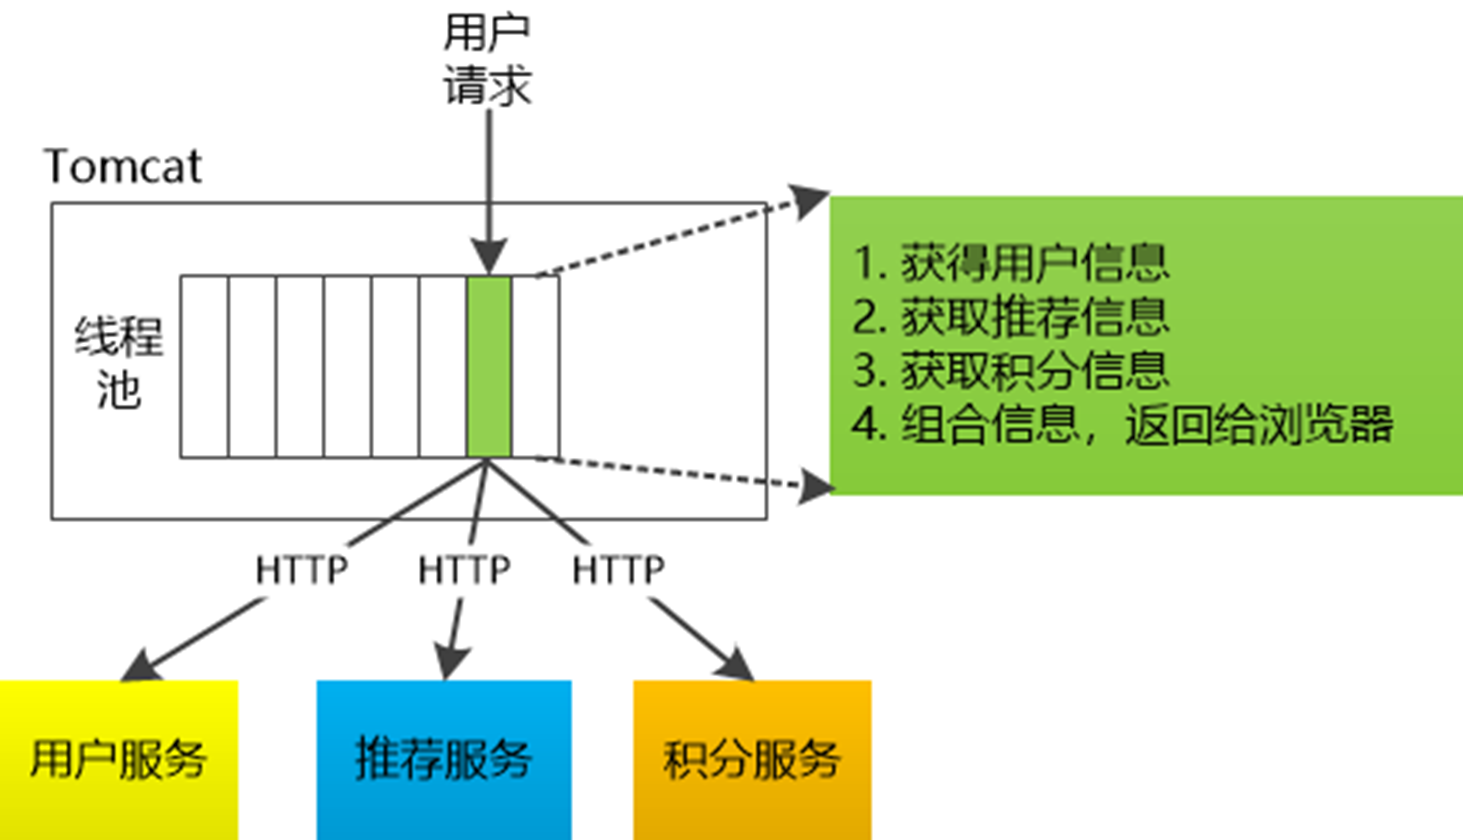 用户
请求
Tomcat
线程
池
1. 获得用户信息
2. 获取推荐信息
3. 获取积分信息
4. 组合信息，返回给浏览器
HTTP
HTTP
HTTP
用户服务
推荐服务
积分服务